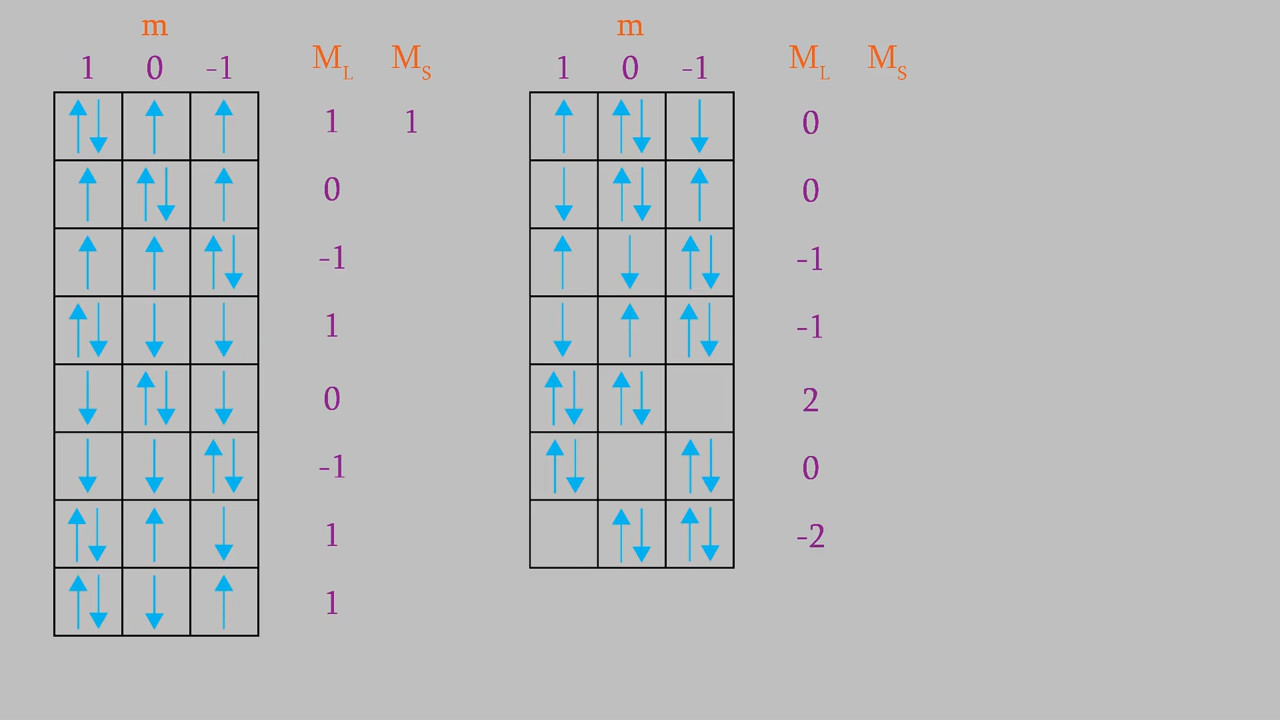 m m
1 0 -1 M_L M_S 1 0 -1 M_L M_S
1 1 0
0 0
-1 -1
1 -1
0 2
-1 0
1 -2
1